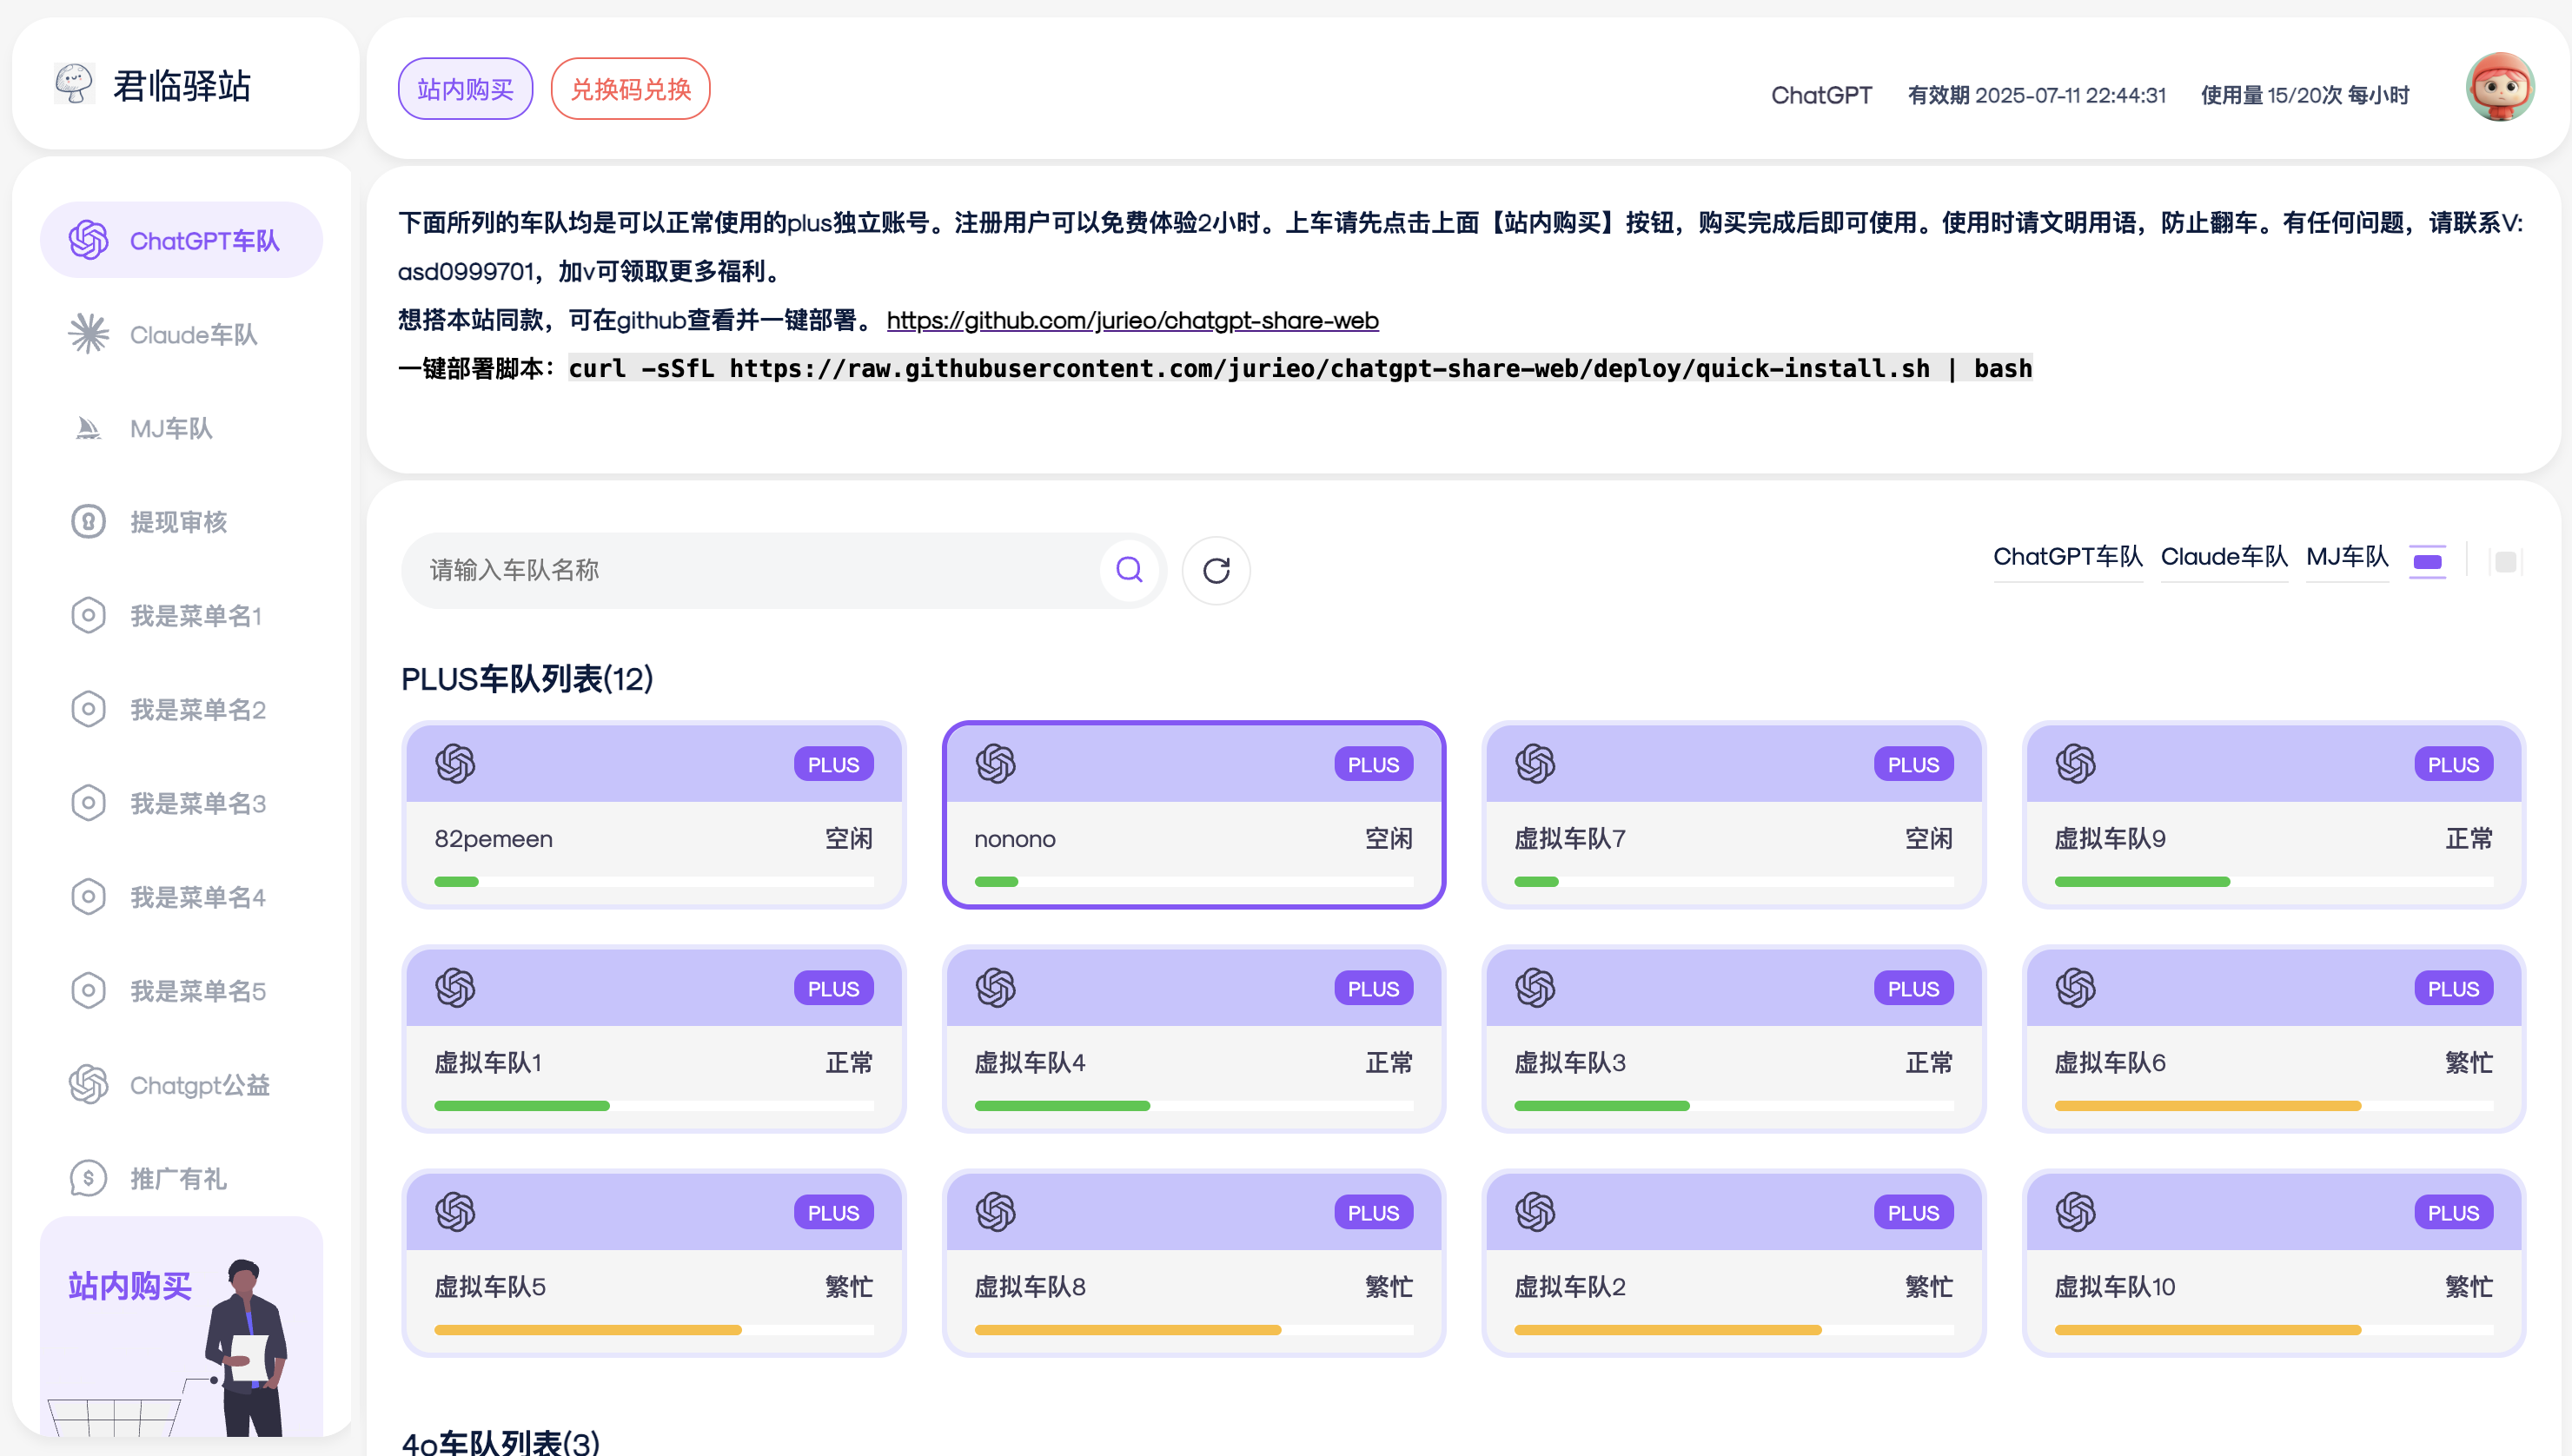 君临驿站
站内购买
兑换码兑换
ChatGPT
有效期 2025-07-11 22:44:31
使用量 15/20次 每小时
ChatGPT车队
Claude车队
MJ车队
提现审核
我是菜单名1
我是菜单名2
我是菜单名3
我是菜单名4
我是菜单名5
Chatgpt公益
推广有礼
站内购买
下面所列的车队均是可以正常使用的plus独立账号。注册用户可以免费体验2小时。上车请先点击上面【站内购买】按钮，购买完成后即可使用。使用时请文明用语，防止翻车。有任何问题，请联系V:
asd0999701，加v可领取更多福利。
想搭本站同款，可在github查看并一键部署。 https://github.com/jurieo/chatgpt-share-web
一键部署脚本：curl -sSfL https://raw.githubusercontent.com/jurieo/chatgpt-share-web/deploy/quick-install.sh | bash
请输入车队名称
ChatGPT车队 Claude车队 MJ车队
PLUS车队列表(12)
PLUS
82pemeen 空闲
PLUS
nonono 空闲
PLUS
虚拟车队7 空闲
PLUS
虚拟车队9 正常
PLUS
虚拟车队1 正常
PLUS
虚拟车队4 正常
PLUS
虚拟车队3 正常
PLUS
虚拟车队6 繁忙
PLUS
虚拟车队5 繁忙
PLUS
虚拟车队8 繁忙
PLUS
虚拟车队2 繁忙
PLUS
虚拟车队10 繁忙
4o车队列表(3)